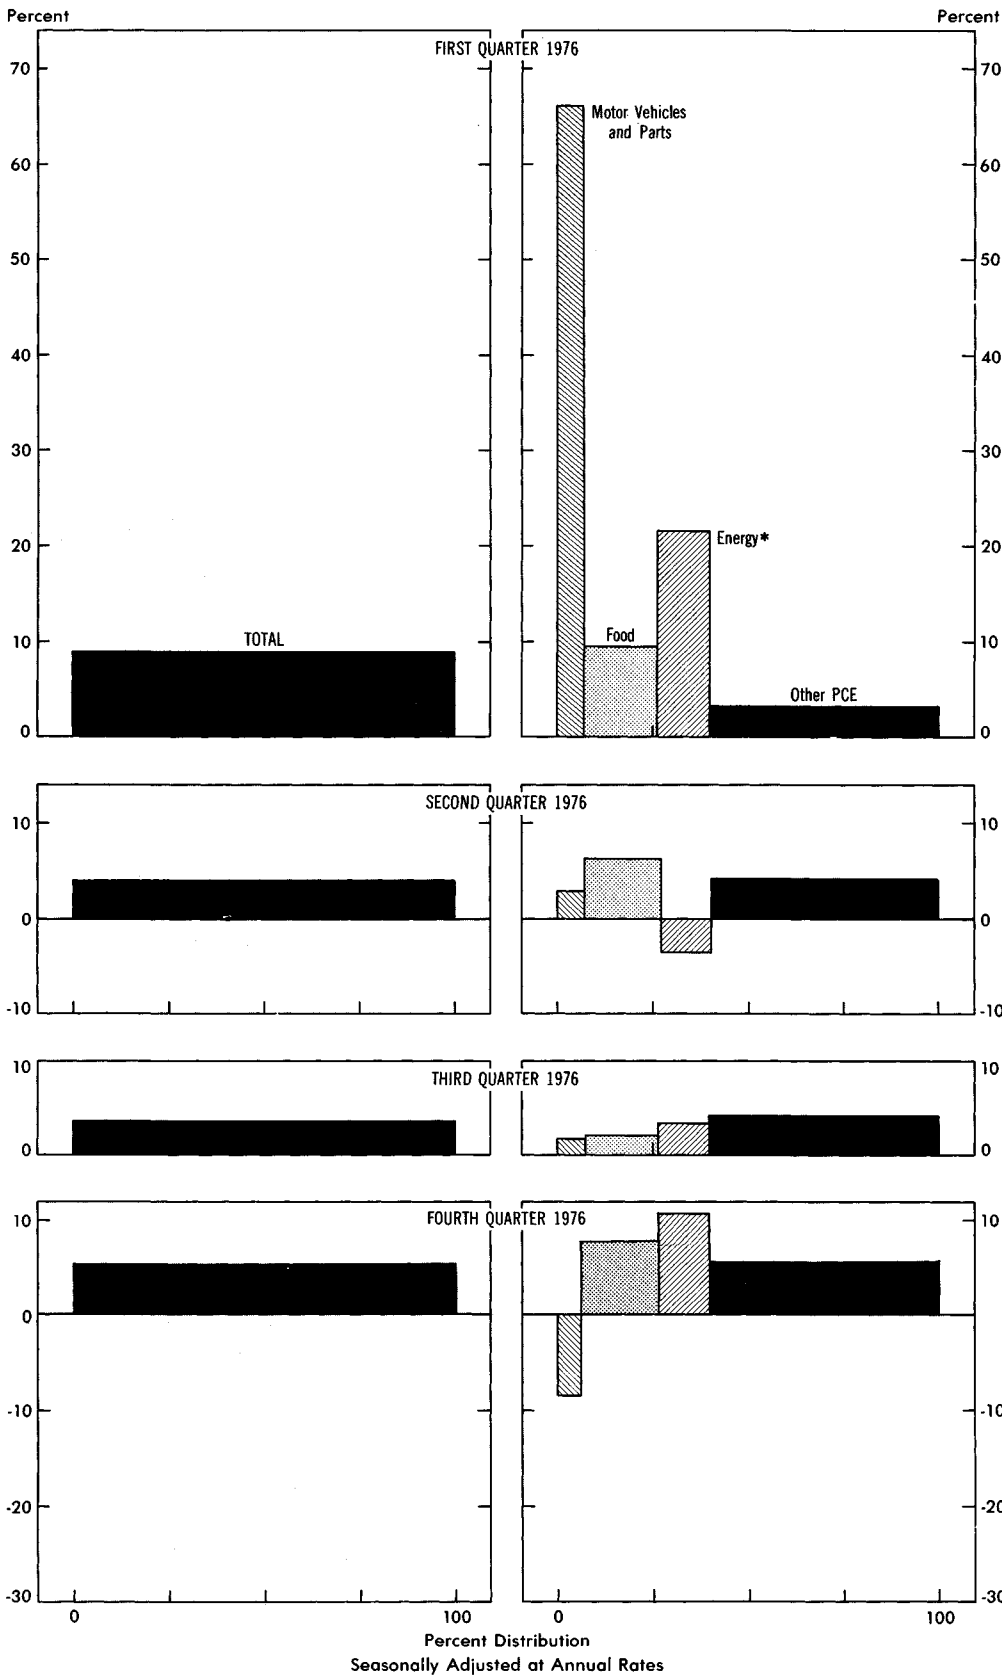 Percent
Percent
FIRST QUARTER 1976
70
60
50
40
30
20
10
0
TOTAL
Motor Vehicles
and Parts
Energy*
Food
Other PCE
70
60
50
40
30
20
10
0
SECOND QUARTER 1976
10
0
-10
10
0
-10
THIRD QUARTER 1976
10
0
10
0
FOURTH QUARTER 1976
10
0
-10
-20
-30
10
0
-10
-20
-30
0
100
0
100
Percent Distribution
Seasonally Adjusted at Annual Rates